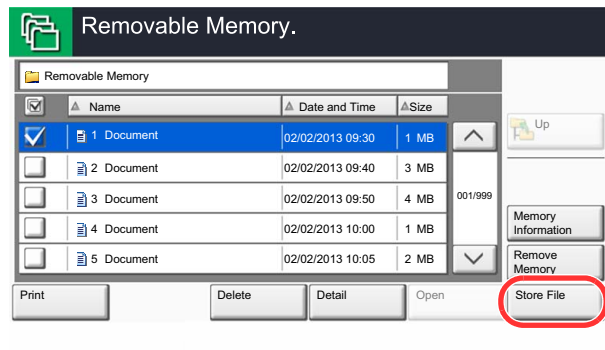 Removable Memory.
Removable Memory
Name Date and Time Size
1 Document 02/02/2013 09:30 1 MB
2 Document 02/02/2013 09:40 3 MB
3 Document 02/02/2013 09:50 4 MB
4 Document 02/02/2013 10:00 1 MB
5 Document 02/02/2013 10:05 2 MB
001/999
Up
Memory
Information
Remove
Memory
Print Delete Detail Open Store File